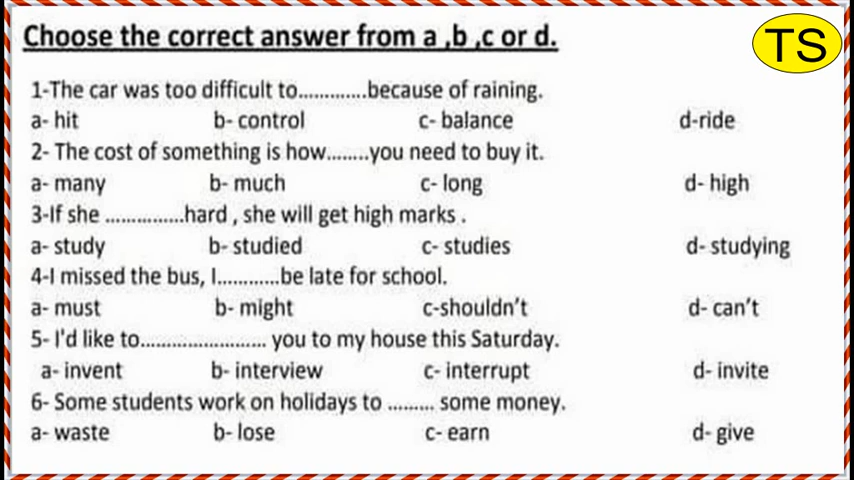 Choose the correct answer from a ,b ,c or d.
TS
1-The car was too difficult to.............because of raining.
a- hit b- control c- balance d-ride
2- The cost of something is how........you need to buy it.
a- many b- much c- long d- high
3-If she ...............hard , she will get high marks .
a- study b- studied c- studies d- studying
4-I missed the bus, I............be late for school.
a- must b- might c-shouldn't d- can't
5- I'd like to........................ you to my house this Saturday.
a- invent b- interview c- interrupt d- invite
6- Some students work on holidays to ......... some money.
a- waste b- lose c- earn d- give